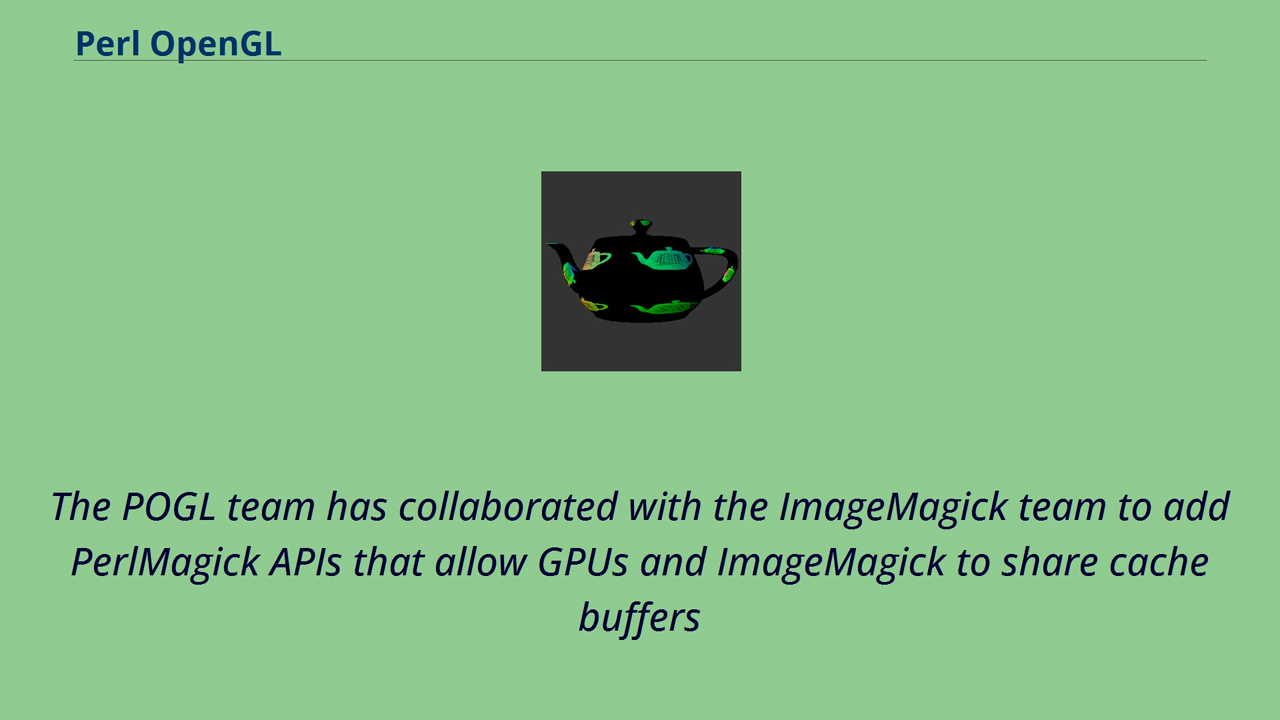 Perl OpenGL
The POGL team has collaborated with the ImageMagick team to add
PerlMagick APIs that allow GPUs and ImageMagick to share cache
buffers